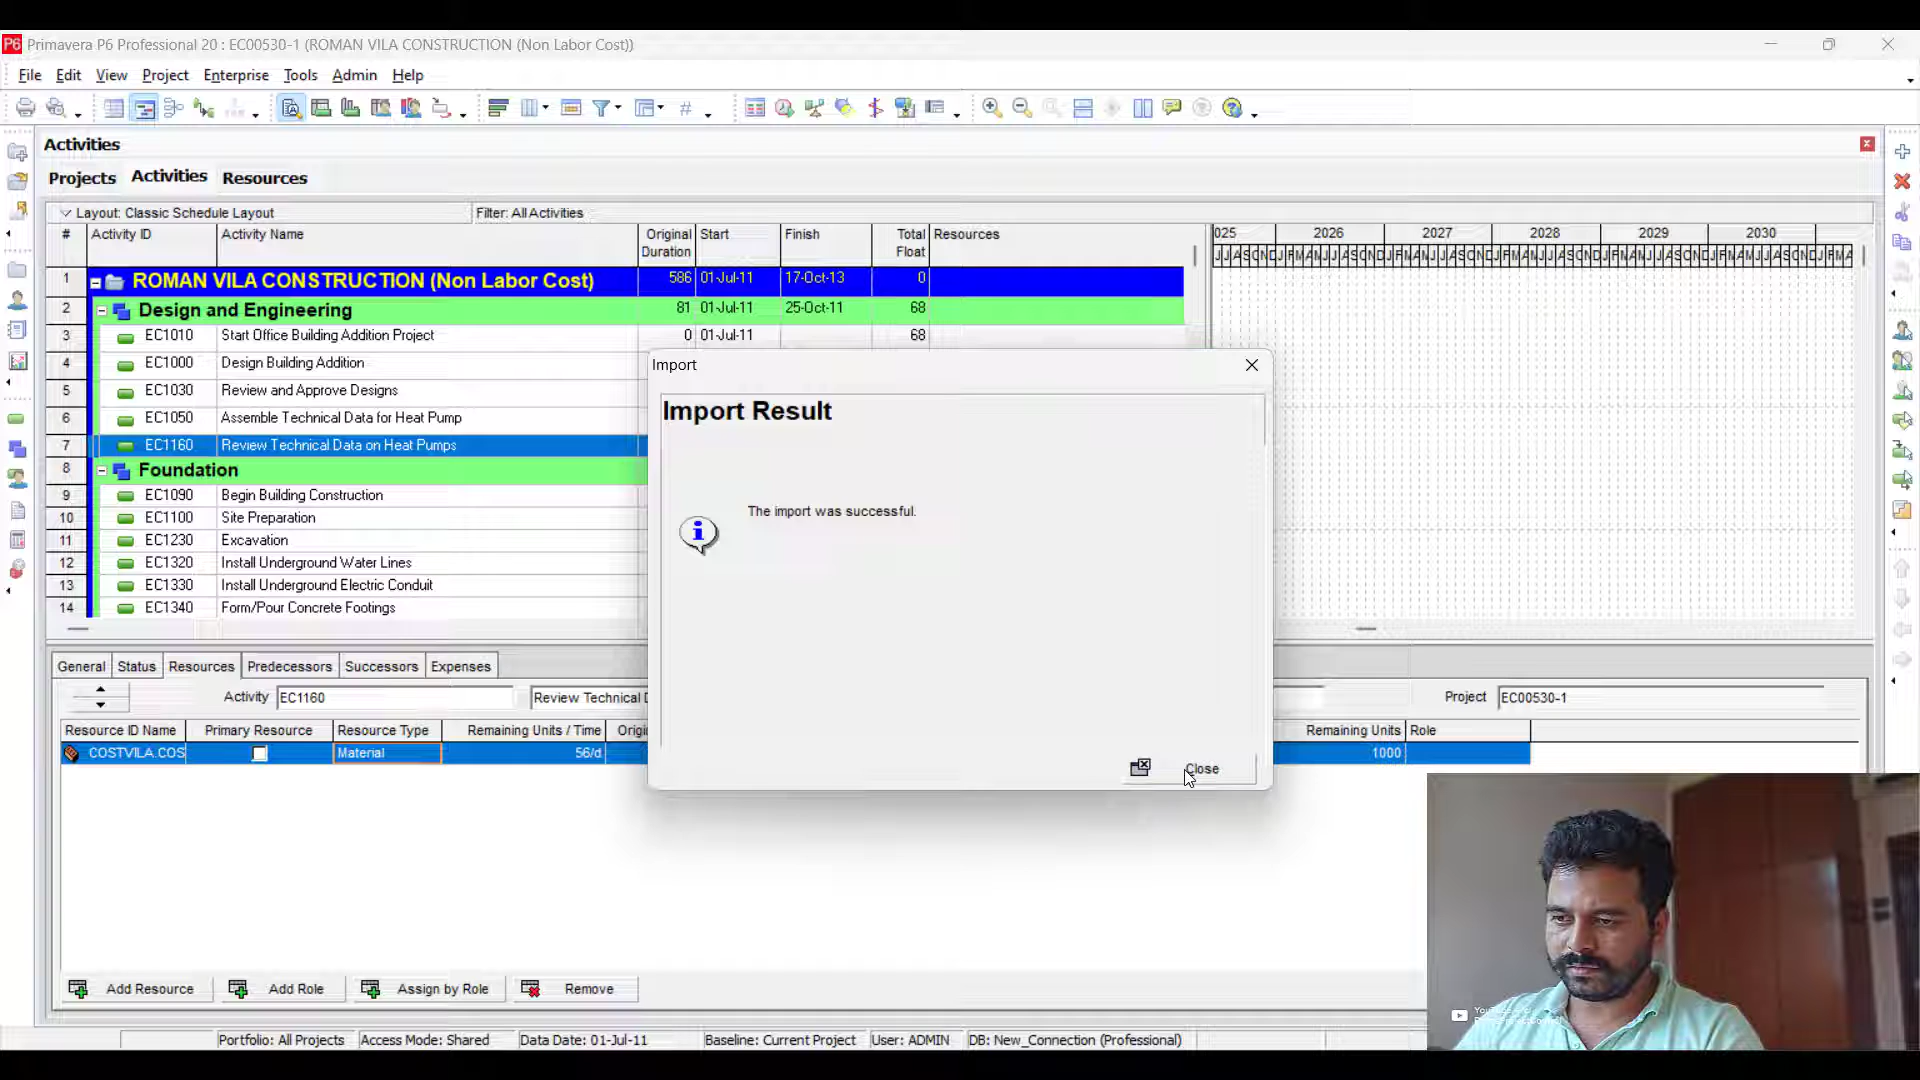 P6 Primavera P6 Professional 20 : EC00530-1 (ROMAN VILA CONSTRUCTION (Non Labor Cost))
File Edit View Project Enterprise Tools Admin Help
Activities
Projects Activities Resources
Layout: Classic Schedule Layout Filter: All Activities
# Activity ID Activity Name Original Duration Start Finish Total Float Resources
025 2026 2027 2028 2029 2030
1 ROMAN VILA CONSTRUCTION (Non Labor Cost) 586 01-Jul-11 17-Oct-13 0
2 Design and Engineering 81 01-Jul-11 25-Oct-11 68
3 EC1010 Start Office Building Addition Project 0 01-Jul-11 68
4 EC1000 Design Building Addition
5 EC1030 Review and Approve Designs
6 EC1050 Assemble Technical Data for Heat Pump
7 EC1160 Review Technical Data on Heat Pumps
8 Foundation
9 EC1090 Begin Building Construction
10 EC1100 Site Preparation
11 EC1230 Excavation
12 EC1320 Install Underground Water Lines
13 EC1330 Install Underground Electric Conduit
14 EC1340 Form/Pour Concrete Footings
Import
Import Result
The import was successful.
Close
General Status Resources Predecessors Successors Expenses
Activity EC1160 Review Technical D Project EC00530-1
Resource ID Name Primary Resource Resource Type Remaining Units / Time Origi Remaining Units Role
COSTVILA.COS Material 56/d 1000
Add Resource Add Role Assign by Role Remove
Portfolio: All Projects Access Mode: Shared Data Date: 01-Jul-11 Baseline: Current Project User: ADMIN DB: New_Connection (Professional)